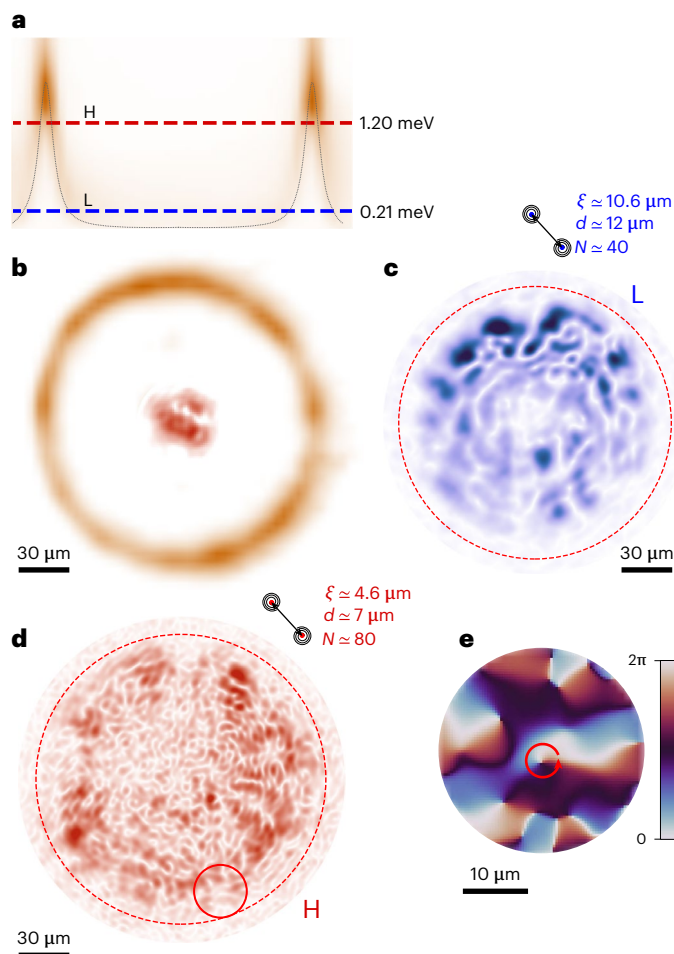 a
H
1.20 meV
L
0.21 meV
ξ ≃ 10.6 µm
d ≃ 12 µm
N ≃ 40
b
c
L
30 µm
30 µm
ξ ≃ 4.6 µm
d ≃ 7 µm
N ≃ 80
d
e
2π
0
10 µm
H
30 µm